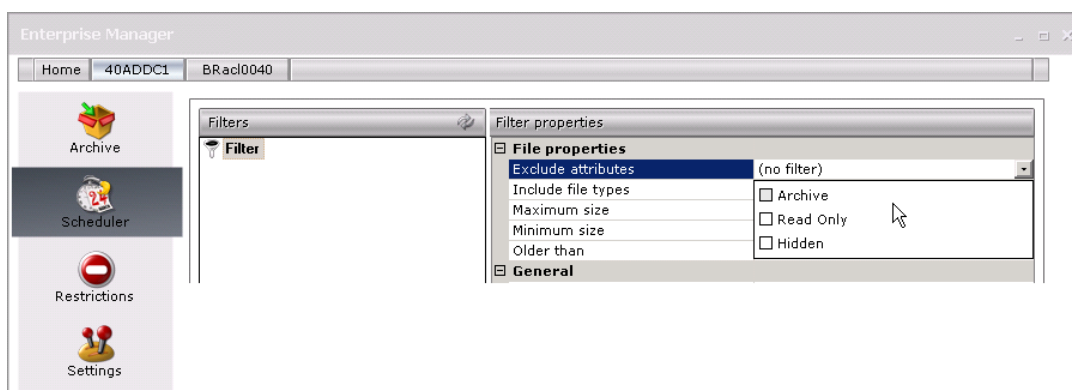 Enterprise Manager
Home 40ADDC1 BRacl0040
Archive
Scheduler
24
Restrictions
Settings
Filters
Filter
Filter properties
File properties
Exclude attributes (no filter)
Include file types
Maximum size
Minimum size
Older than
General
Archive
Read Only
Hidden